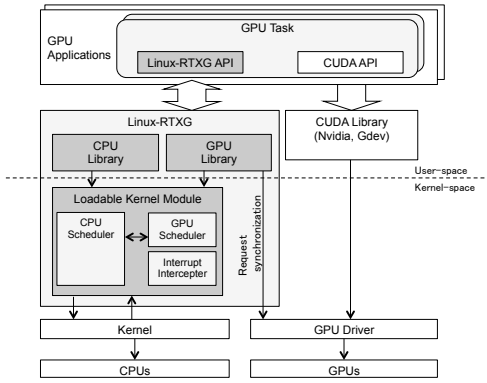 GPU
Applications
GPU Task
Linux-RTXG API
CUDA API
Linux-RTXG
CPU
Library
GPU
Library
CUDA Library
(Nvidia, Gdev)
User-space
Kernel-space
Loadable Kernel Module
CPU
Scheduler
GPU
Scheduler
Interrupt
Intercepter
Request
synchronization
Kernel
GPU Driver
CPUs
GPUs